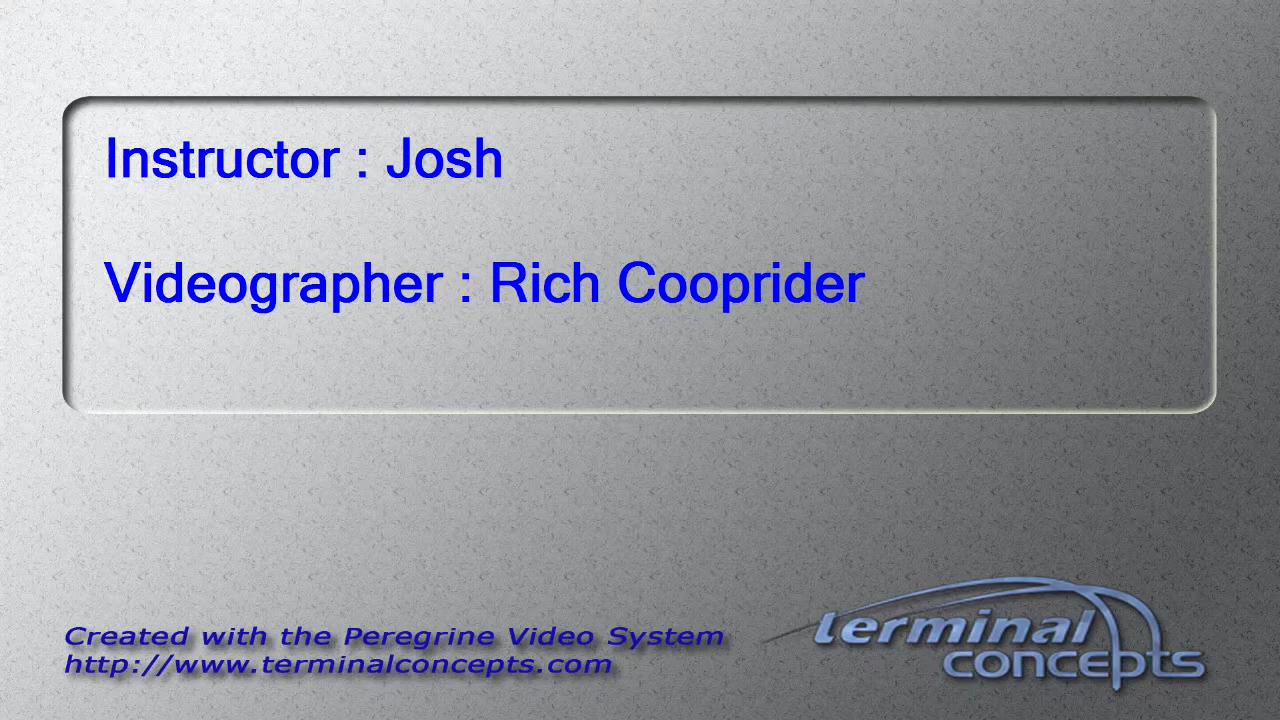 Instructor : Josh
Videographer : Rich Cooprider
Created with the Peregrine Video System
http://www.terminalconcepts.com
terminal
concepts